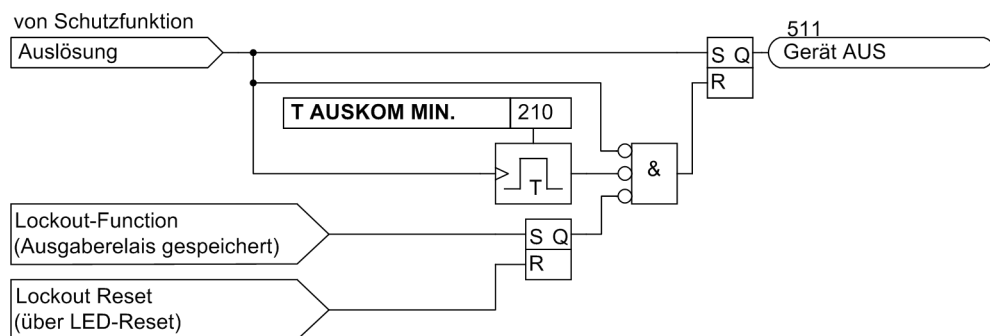 von Schutzfunktion
511
Auslösung
S Q
Gerät AUS
R
T AUSKOM MIN.
210
T
&
Lockout-Function
(Ausgaberelais gespeichert)
S Q
R
Lockout Reset
(über LED-Reset)